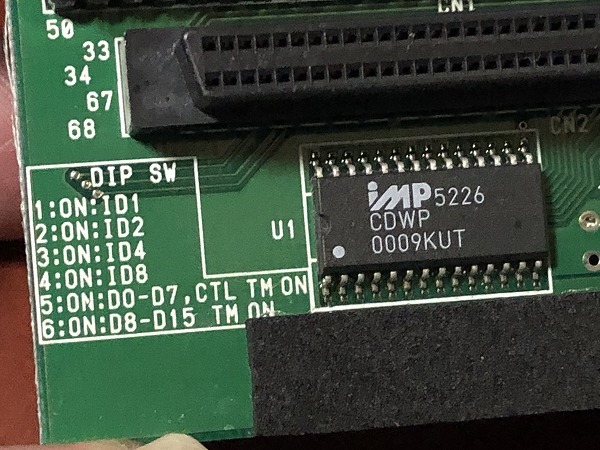 CN1
50
33
34
67
68
CN2
DIP SW
1:ON:ID1
2:ON:ID2
3:ON:ID4
4:ON:ID8
5:ON:D0-D7,CTL TM ON
6:ON:D8-D15 TM ON
U1
iMP 5226
CDWP
0009KUT